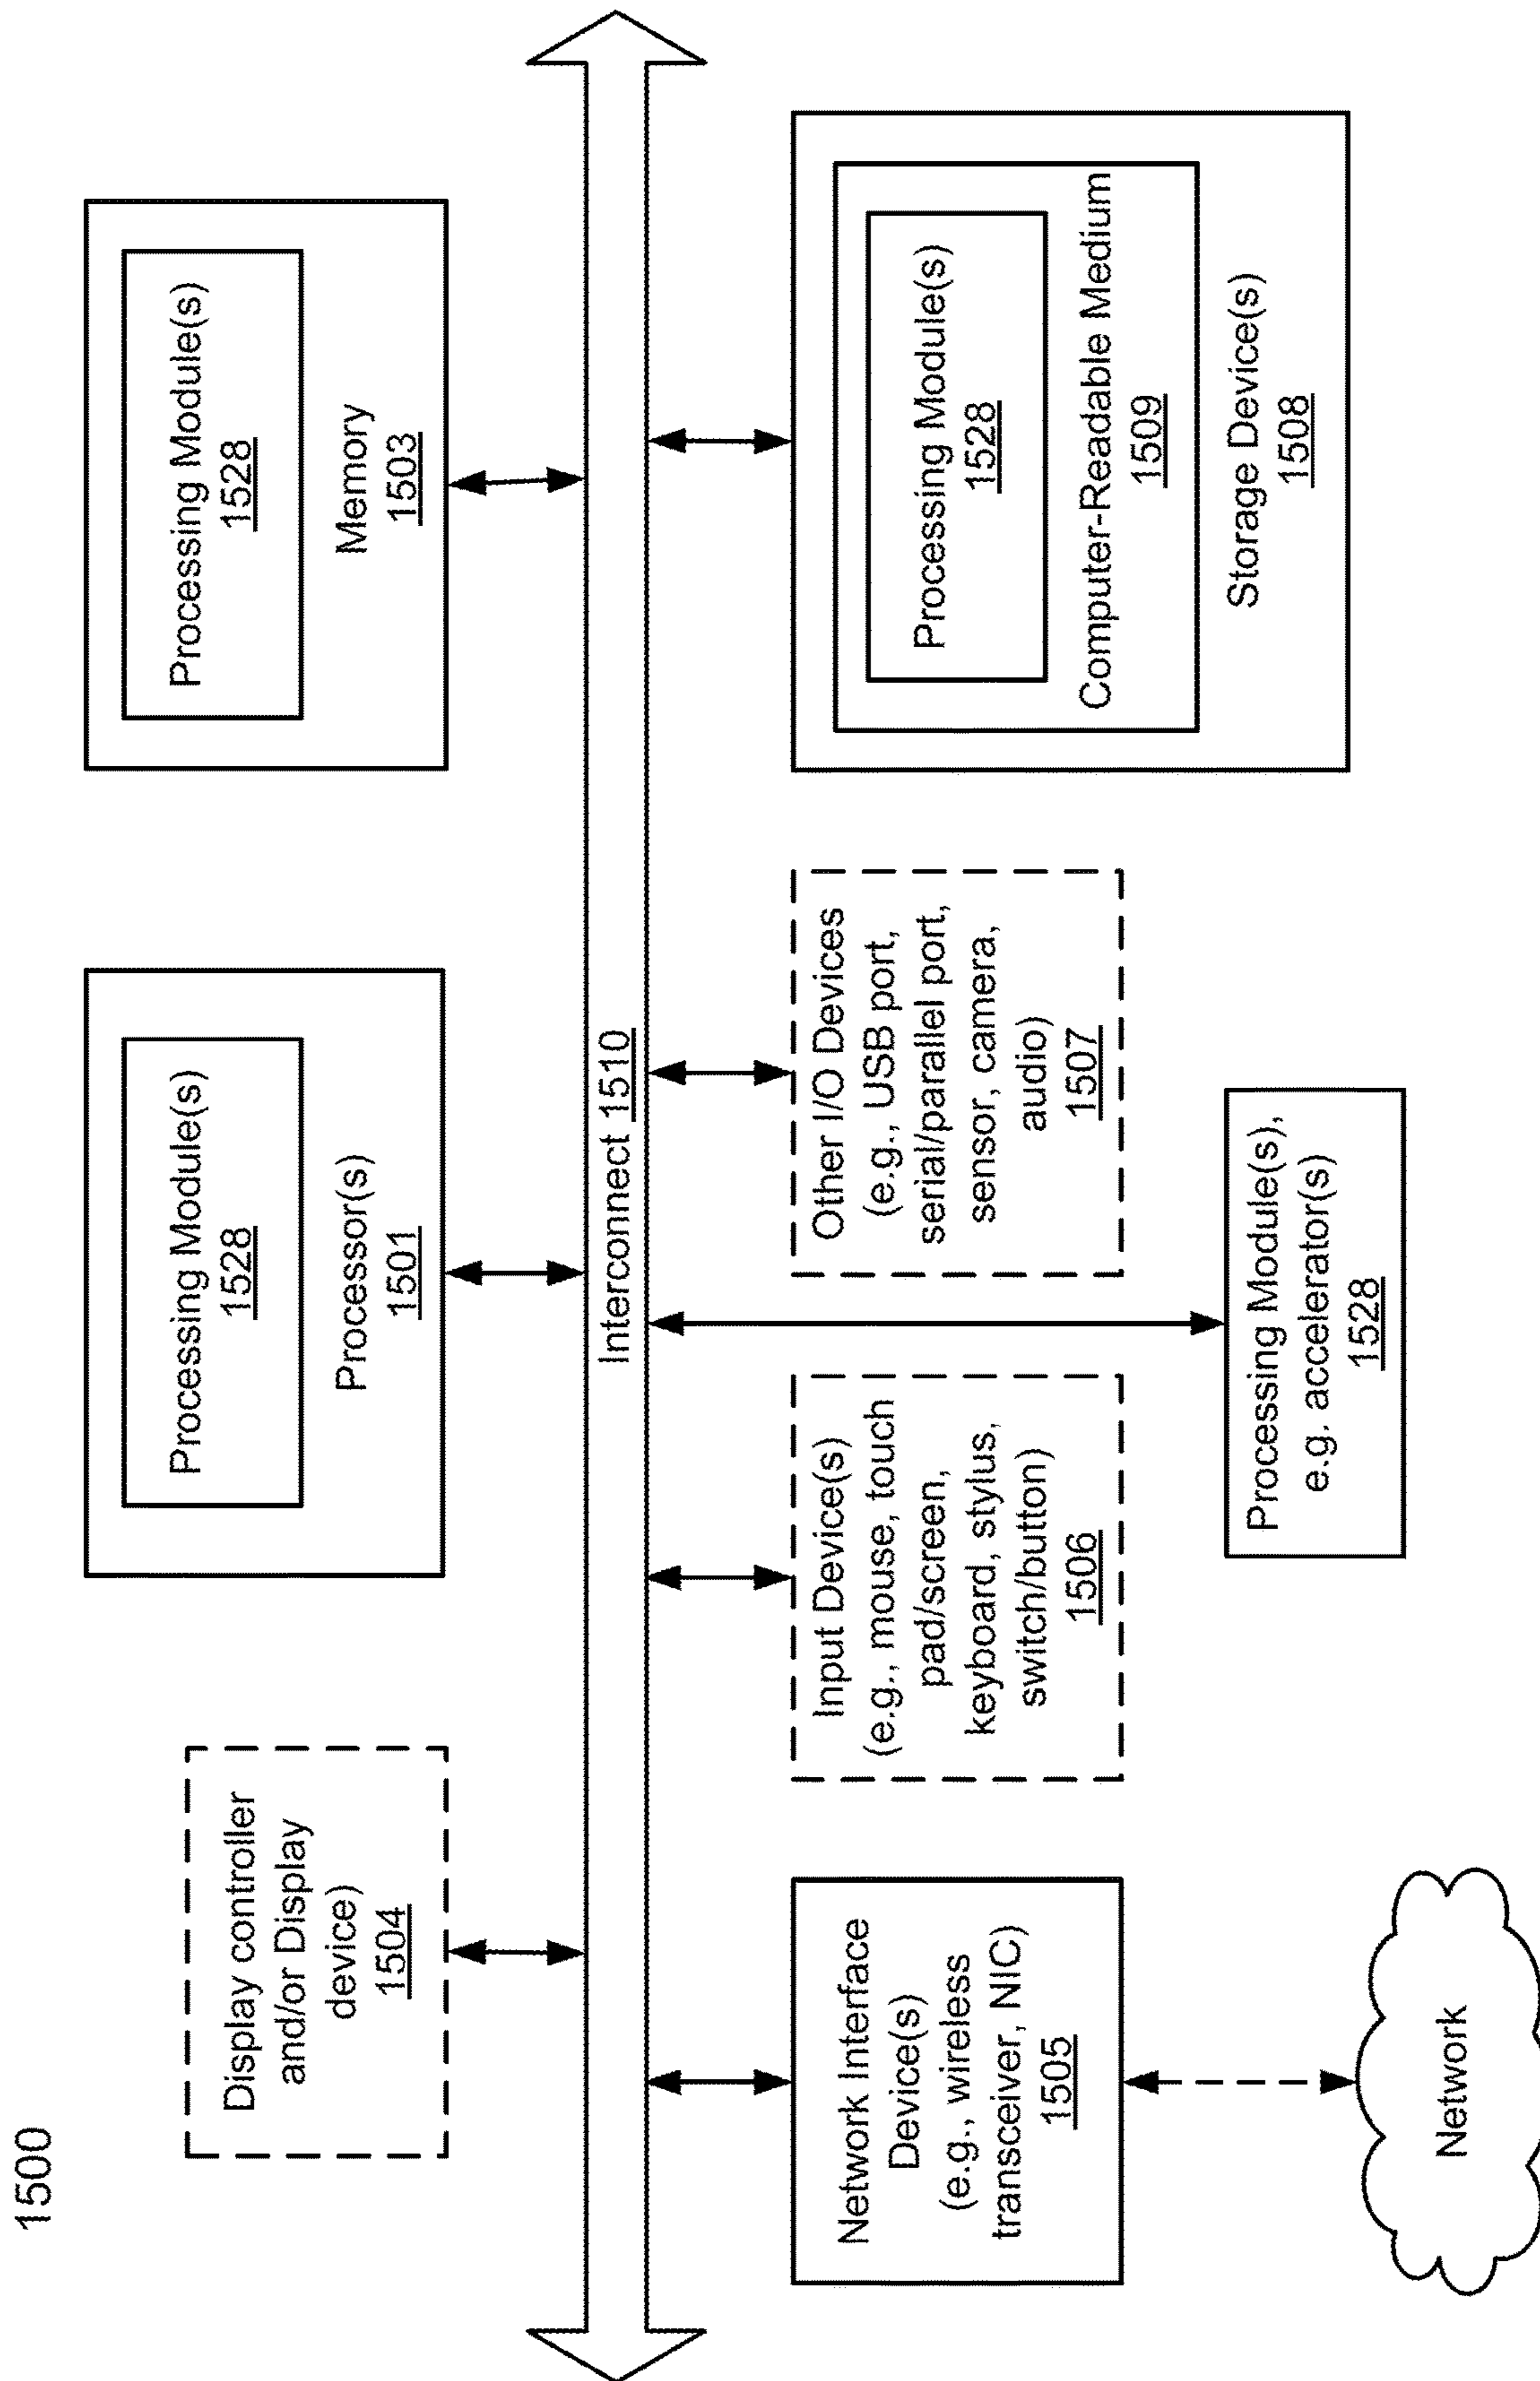 1500
Display controller
and/or Display
device)
1504
Processing Module(s)
1528
Processor(s)
1501
Processing Module(s)
1528
Memory
1503
Interconnect 1510
Network Interface
Device(s)
(e.g., wireless
transceiver, NIC)
1505
Input Device(s)
(e.g., mouse, touch
pad/screen,
keyboard, stylus,
switch/button)
1506
Other I/O Devices
(e.g., USB port,
serial/parallel port,
sensor, camera,
audio)
1507
Processing Module(s)
1528
Computer-Readable Medium
1509
Storage Device(s)
1508
Processing Module(s),
e.g. accelerator(s)
1528
Network